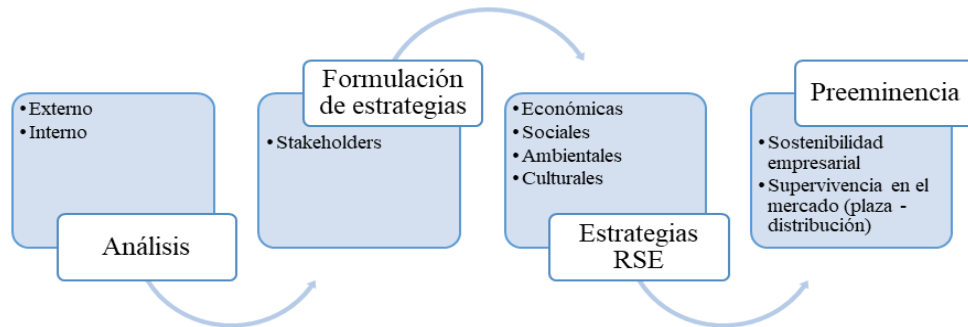 • Externo
• Interno
Análisis
Formulación
de estrategias
• Stakeholders
• Económicas
• Sociales
• Ambientales
• Culturales
Estrategias
RSE
Preeminencia
• Sostenibilidad
empresarial
• Supervivencia en el
mercado (plaza -
distribución)